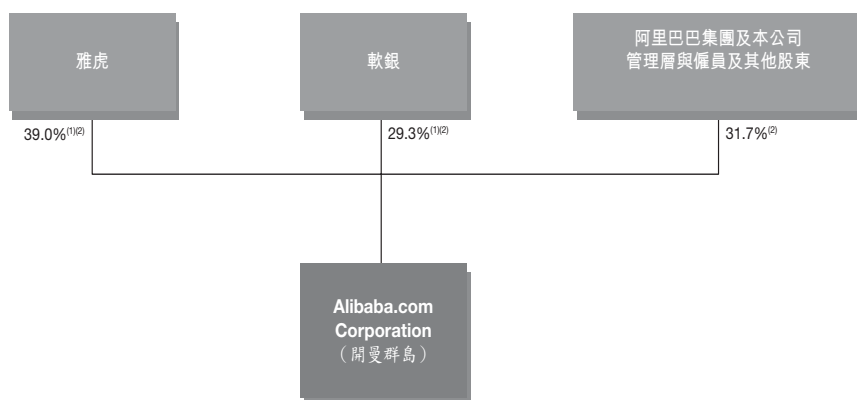 雅虎
軟銀
阿里巴巴集團及本公司
管理層與僱員及其他股東
39.0%(1)(2)
29.3%(1)(2)
31.7%(2)
Alibaba.com
Corporation
（開曼群島）